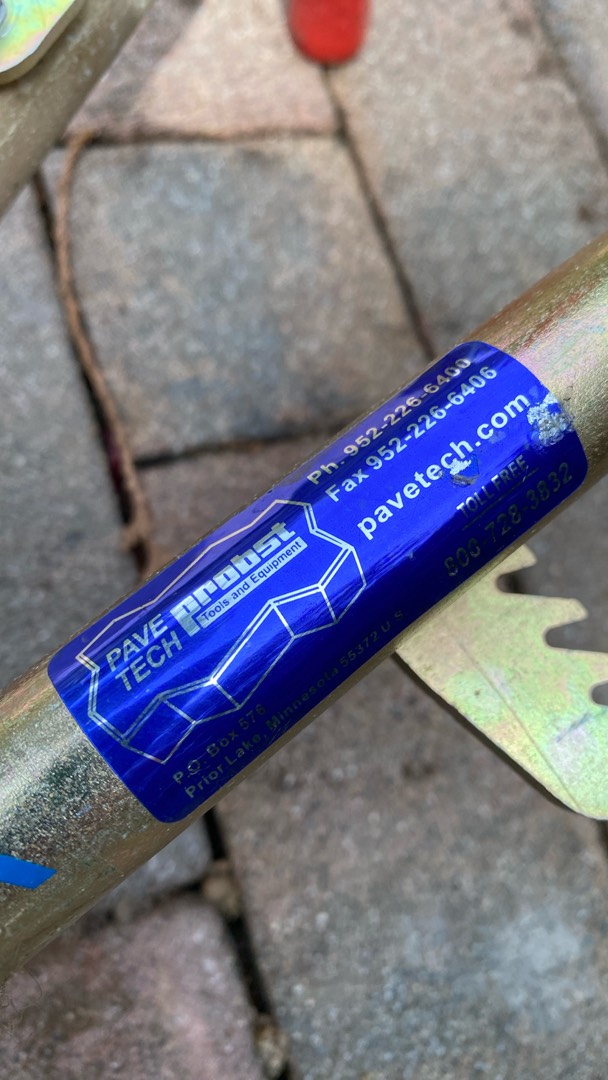 Ph. 952-226-6400
Fax 952-226-6406
pavetech.com
TOLL FREE
800-728-3832
PAVE
TECH
probst
Tools and Equipment
P.O. Box 576
Prior Lake, Minnesota 55372 U.S.